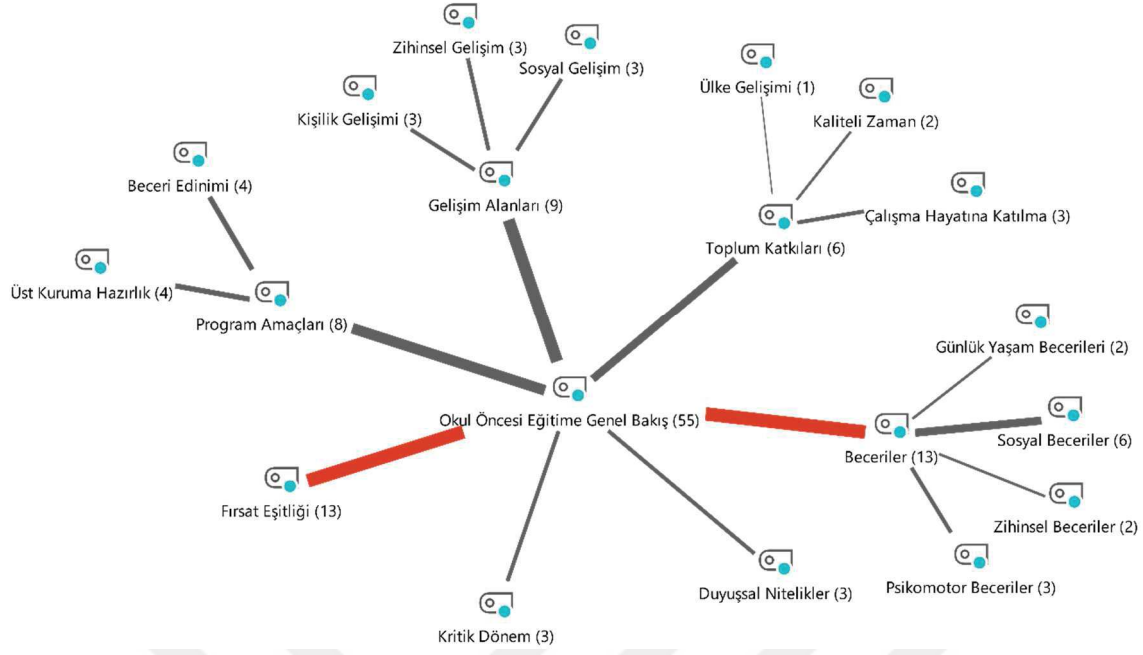 Zihinsel Gelişim (3)
Sosyal Gelişim (3)
Kişilik Gelişimi (3)
Ülke Gelişimi (1)
Kaliteli Zaman (2)
Beceri Edinimi (4)
Gelişim Alanları (9)
Çalışma Hayatına Katılma (3)
Toplum Katkıları (6)
Üst Kuruma Hazırlık (4)
Program Amaçları (8)
Günlük Yaşam Becerileri (2)
Okul Öncesi Eğitime Genel Bakış (55)
Sosyal Beceriler (6)
Beceriler (13)
Fırsat Eşitliği (13)
Zihinsel Beceriler (2)
Psikomotor Beceriler (3)
Duyuşsal Nitelikler (3)
Kritik Dönem (3)